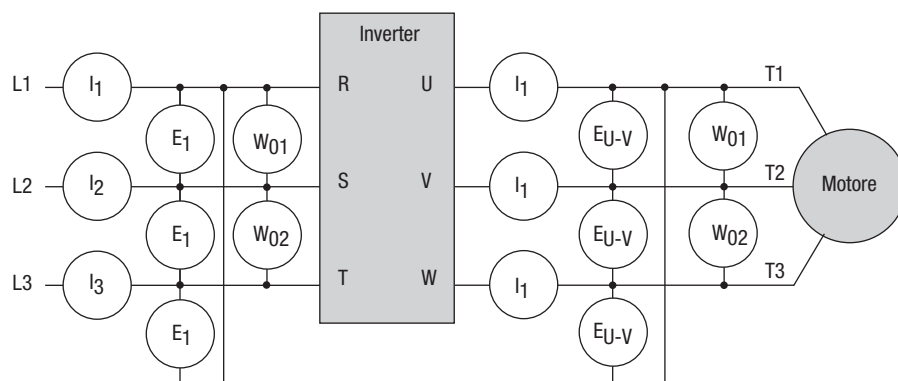 Inverter
L1 I1 R U I1 T1
E1 W01 EU-V W01
L2 I2 S V I1 T2 Motore
E1 W02 EU-V W02
L3 I3 T W I1 T3
E1 EU-V